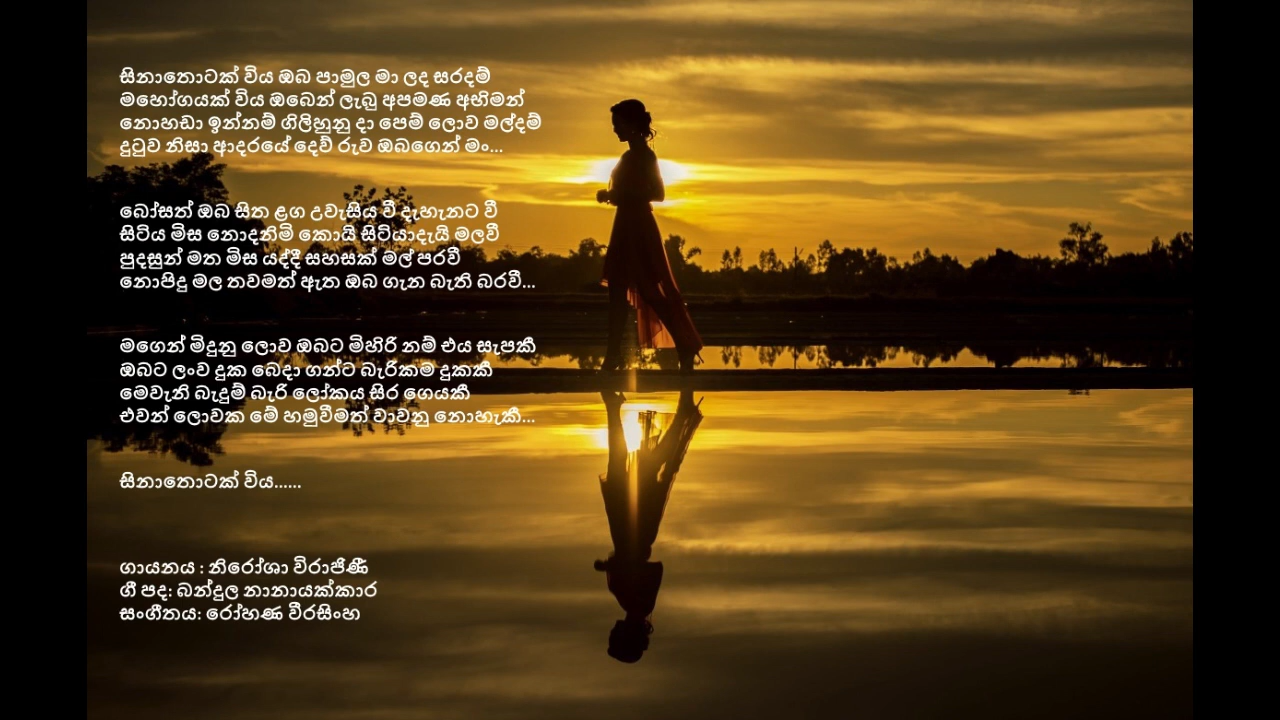 සිනාතොටක් විය ඔබ පාමුල මා ලද සරදම්
මහෝගයක් විය ඔබෙන් ලැබු අපමණ අභිමන්
නොහඩා ඉන්නම් ගිලිහුනු දා පෙම් ලොව මල්දම්
දුටුව නිසා ආදරයේ දෙව් රුව ඔබගෙන් මං...
බෝසත් ඔබ සිත ළග උවැසිය වී දැහැනට වී
සිටිය මිස නොදනිමි කොයි සිටියාදැයි මලවී
පුදසුන් මත මිස යද්දී සහසක් මල් පරවී
නොපිදු මල තවමත් ඇත ඔබ ගැන බැති බරවී...
මගෙන් මිදුනු ලොව ඔබට මිහිරි නම් එය සැපකී
ඔබට ලංව දුක බෙදා ගන්ට බැරිකම දුකකී
මෙවැනි බැදුම් බැරි ලෝකය සිර ගෙයකී
එවන් ලොවක මේ හමුවීමත් වාවනු නොහැකී...
සිනාතොටක් විය......
ගායනය : නිරෝශා විරාජිණී
ගී පද: බන්දුල නානායක්කාර
සංගීතය: රෝහණ වීරසිංහ